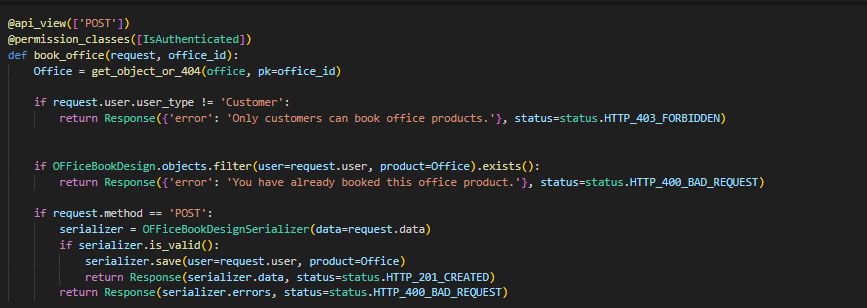 @api_view(['POST'])
@permission_classes([IsAuthenticated])
def book_office(request, office_id):
    Office = get_object_or_404(office, pk=office_id)

    if request.user.user_type != 'Customer':
        return Response({'error': 'Only customers can book office products.'}, status=status.HTTP_403_FORBIDDEN)


    if OFFiceBookDesign.objects.filter(user=request.user, product=Office).exists():
        return Response({'error': 'You have already booked this office product.'}, status=status.HTTP_400_BAD_REQUEST)

    if request.method == 'POST':
        serializer = OFFiceBookDesignSerializer(data=request.data)
        if serializer.is_valid():
            serializer.save(user=request.user, product=Office)
            return Response(serializer.data, status=status.HTTP_201_CREATED)
        return Response(serializer.errors, status=status.HTTP_400_BAD_REQUEST)